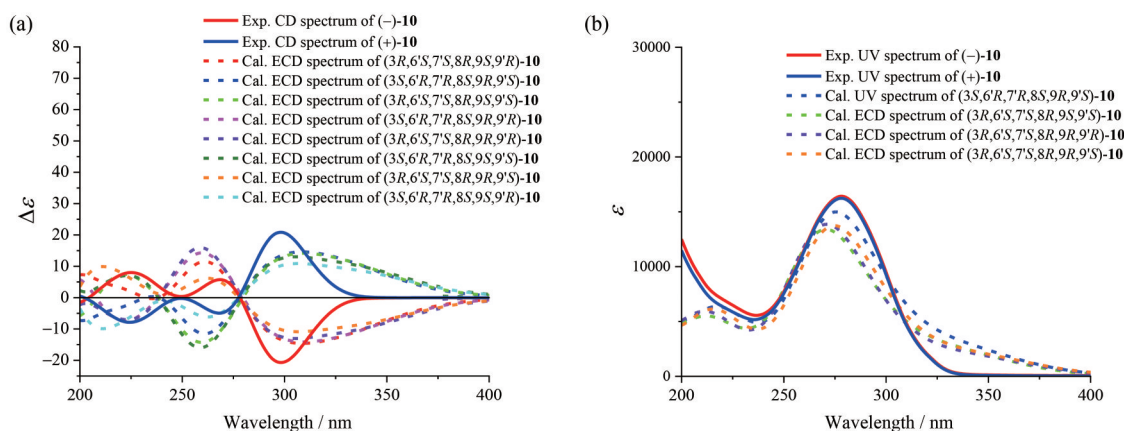 (a)
Exp. CD spectrum of (−)-10
Exp. CD spectrum of (+)-10
Cal. ECD spectrum of (3R,6'S,7'S,8R,9S,9'R)-10
Cal. ECD spectrum of (3S,6'R,7'R,8S,9R,9'S)-10
Cal. ECD spectrum of (3R,6'S,7'S,8R,9S,9'S)-10
Cal. ECD spectrum of (3S,6'R,7'R,8S,9R,9'R)-10
Cal. ECD spectrum of (3R,6'S,7'S,8R,9R,9'R)-10
Cal. ECD spectrum of (3S,6'R,7'R,8S,9S,9'S)-10
Cal. ECD spectrum of (3R,6'S,7'S,8R,9R,9'S)-10
Cal. ECD spectrum of (3S,6'R,7'R,8S,9S,9'R)-10
80
70
60
50
40
30
20
10
0
−10
−20
Δε
200 250 300 350 400
Wavelength / nm
(b)
Exp. UV spectrum of (−)-10
Exp. UV spectrum of (+)-10
Cal. UV spectrum of (3S,6'R,7'R,8S,9R,9'S)-10
Cal. ECD spectrum of (3R,6'S,7'S,8R,9S,9'S)-10
Cal. ECD spectrum of (3R,6'S,7'S,8R,9R,9'R)-10
Cal. ECD spectrum of (3R,6'S,7'S,8R,9R,9'S)-10
30000
20000
10000
0
ε
200 250 300 350 400
Wavelength / nm